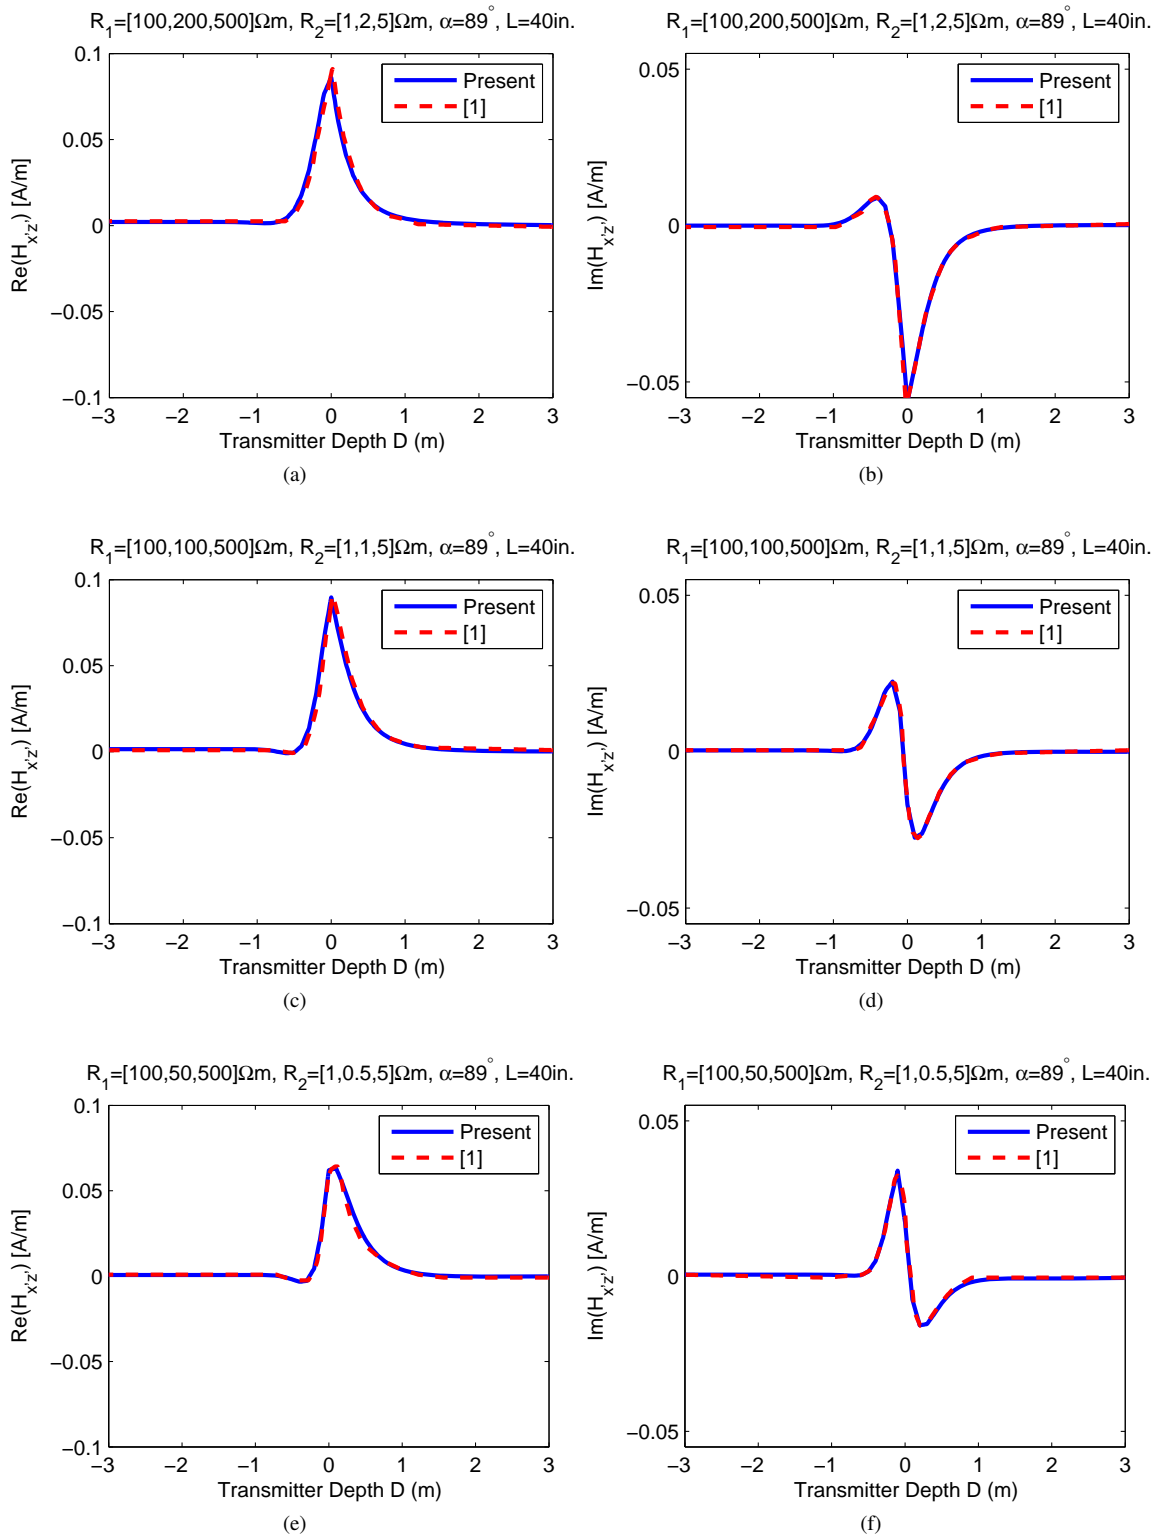 R1=[100,200,500]Ωm, R2=[1,2,5]Ωm, α=89°, L=40in.
0.1
0.05
0
−0.05
−0.1
Re(Hx'z') [A/m]
Present
[1]
−3 −2 −1 0 1 2 3
Transmitter Depth D (m)
(a)
R1=[100,200,500]Ωm, R2=[1,2,5]Ωm, α=89°, L=40in.
0.05
0
−0.05
Im(Hx'z') [A/m]
Present
[1]
−3 −2 −1 0 1 2 3
Transmitter Depth D (m)
(b)
R1=[100,100,500]Ωm, R2=[1,1,5]Ωm, α=89°, L=40in.
0.1
0.05
0
−0.05
−0.1
Re(Hx'z') [A/m]
Present
[1]
−3 −2 −1 0 1 2 3
Transmitter Depth D (m)
(c)
R1=[100,100,500]Ωm, R2=[1,1,5]Ωm, α=89°, L=40in.
0.05
0
−0.05
Im(Hx'z') [A/m]
Present
[1]
−3 −2 −1 0 1 2 3
Transmitter Depth D (m)
(d)
R1=[100,50,500]Ωm, R2=[1,0.5,5]Ωm, α=89°, L=40in.
0.1
0.05
0
−0.05
−0.1
Re(Hx'z') [A/m]
Present
[1]
−3 −2 −1 0 1 2 3
Transmitter Depth D (m)
(e)
R1=[100,50,500]Ωm, R2=[1,0.5,5]Ωm, α=89°, L=40in.
0.05
0
−0.05
Im(Hx'z') [A/m]
Present
[1]
−3 −2 −1 0 1 2 3
Transmitter Depth D (m)
(f)